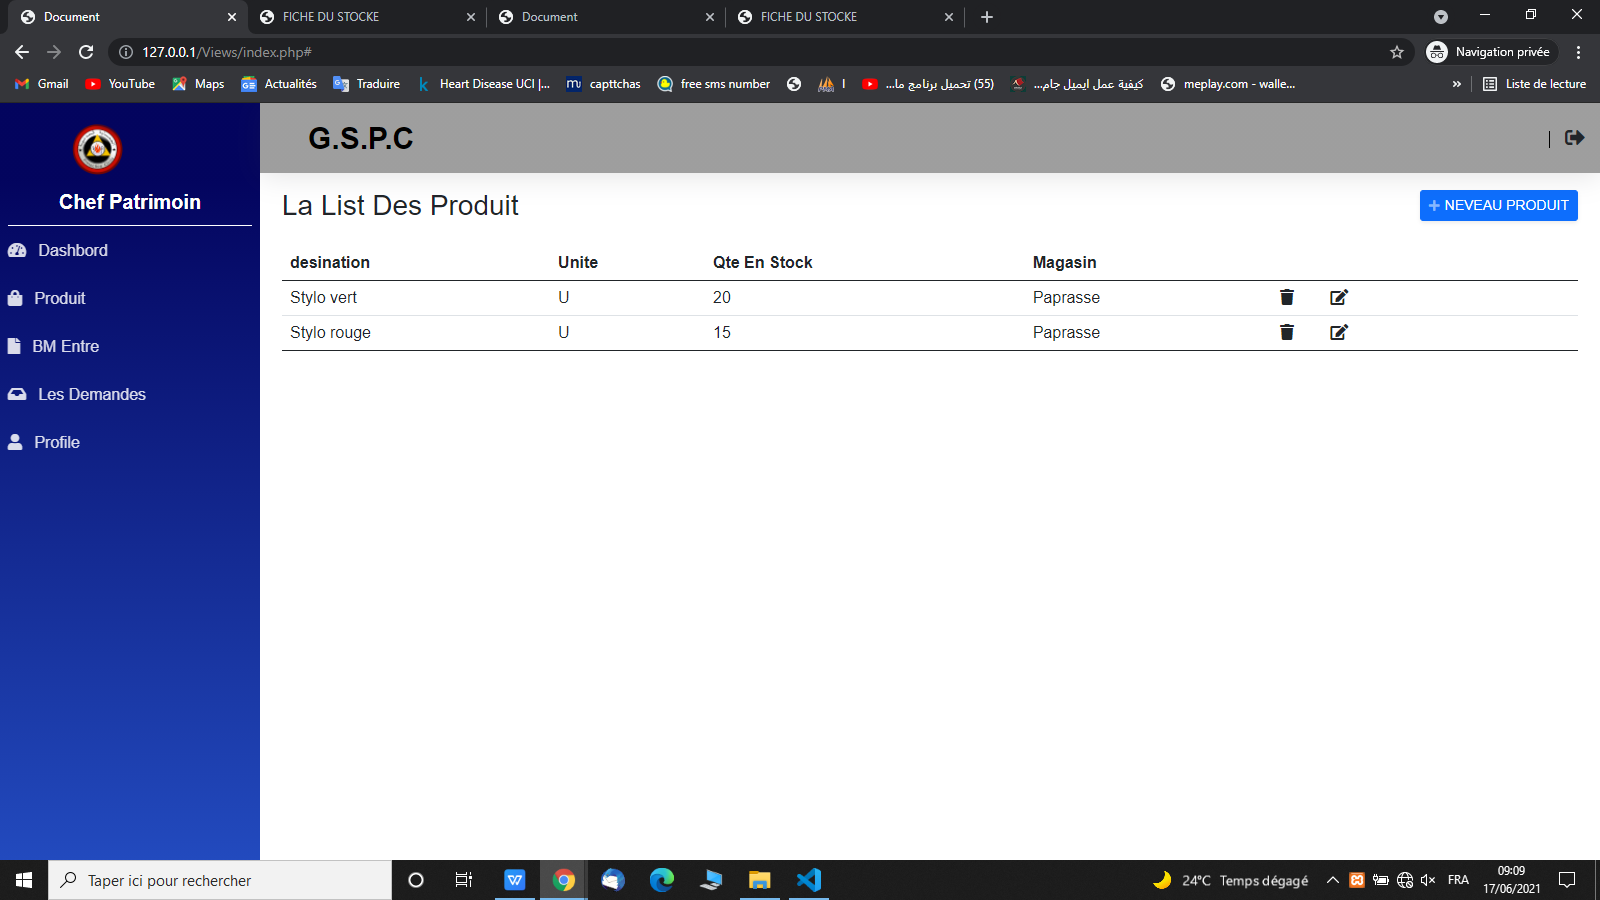 Document
FICHE DU STOCKE
Document
FICHE DU STOCKE
127.0.0.1/Views/index.php#
Navigation privée
Gmail
YouTube
Maps
Actualités
Traduire
Heart Disease UCI |...
capttchas
free sms number
I
(55) تحميل برنامج ما...
كيفية عمل ايميل جام...
meplay.com - walle...
»
Liste de lecture
Chef Patrimoin
Dashbord
Produit
BM Entre
Les Demandes
Profile
G.S.P.C
|
La List Des Produit
+ NEVEAU PRODUIT
desination Unite Qte En Stock Magasin
Stylo vert U 20 Paprasse
Stylo rouge U 15 Paprasse
Taper ici pour rechercher
24°C Temps dégagé
FRA
09:09
17/06/2021